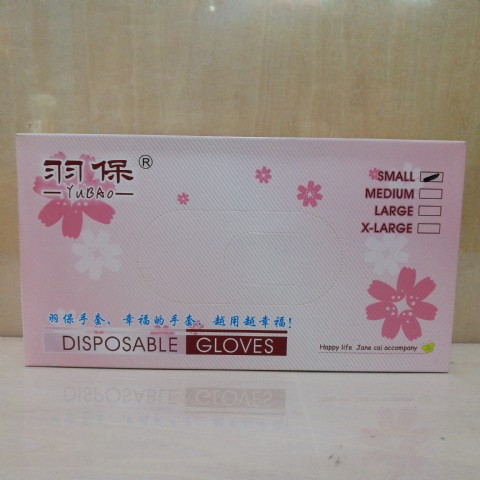 羽保®
YUBAO
SMALL
MEDIUM
LARGE
X-LARGE
羽保手套、幸福的手套，越用越幸福!
DISPOSABLE GLOVES
Happy life Jane cai accompany